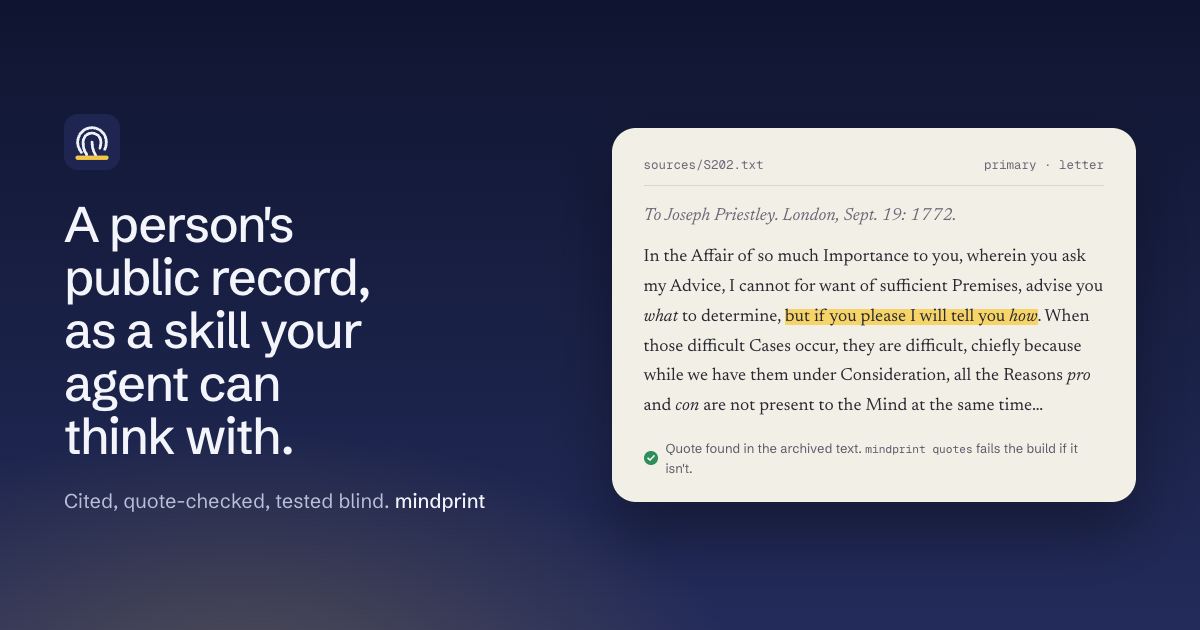 A person's
public record,
as a skill your
agent can
think with.
Cited, quote-checked, tested blind. mindprint
sources/S202.txt
primary · letter
To Joseph Priestley. London, Sept. 19: 1772.
In the Affair of so much Importance to you, wherein you ask
my Advice, I cannot for want of sufficient Premises, advise you
what to determine, but if you please I will tell you how. When
those difficult Cases occur, they are difficult, chiefly because
while we have them under Consideration, all the Reasons pro
and con are not present to the Mind at the same time…
Quote found in the archived text. mindprint quotes fails the build if it
isn't.